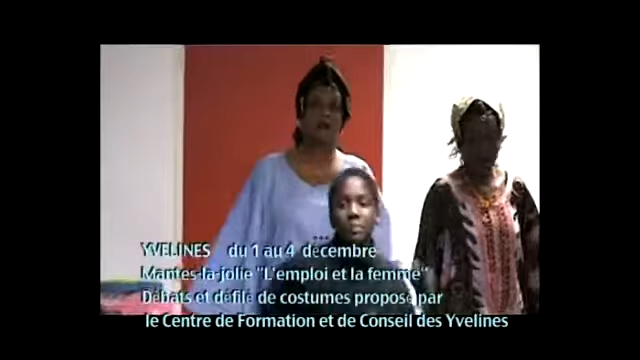 YVELINES du 1 au 4 décembre
Mantes-la-jolie "L'emploi et la femme"
Débats et défilé de costumes proposé par
le Centre de Formation et de Conseil des Yvelines